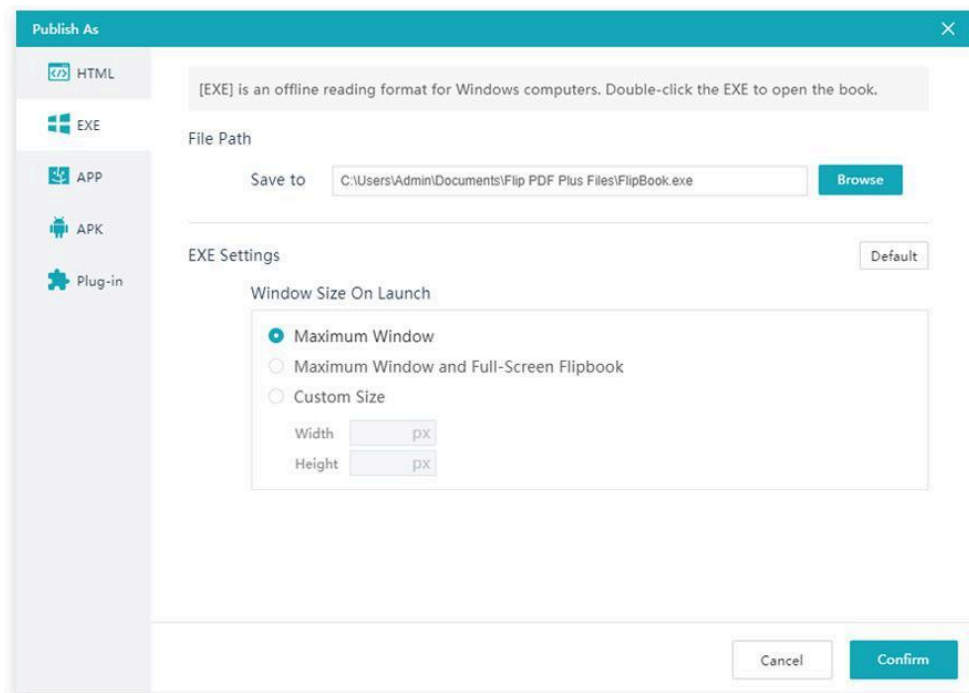 Publish As
HTML
EXE
APP
APK
Plug-in
[EXE] is an offline reading format for Windows computers. Double-click the EXE to open the book.
File Path
Save to C:\Users\Admin\Documents\Flip PDF Plus Files\FlipBook.exe Browse
EXE Settings Default
Window Size On Launch
Maximum Window
Maximum Window and Full-Screen Flipbook
Custom Size
Width px
Height px
Cancel Confirm